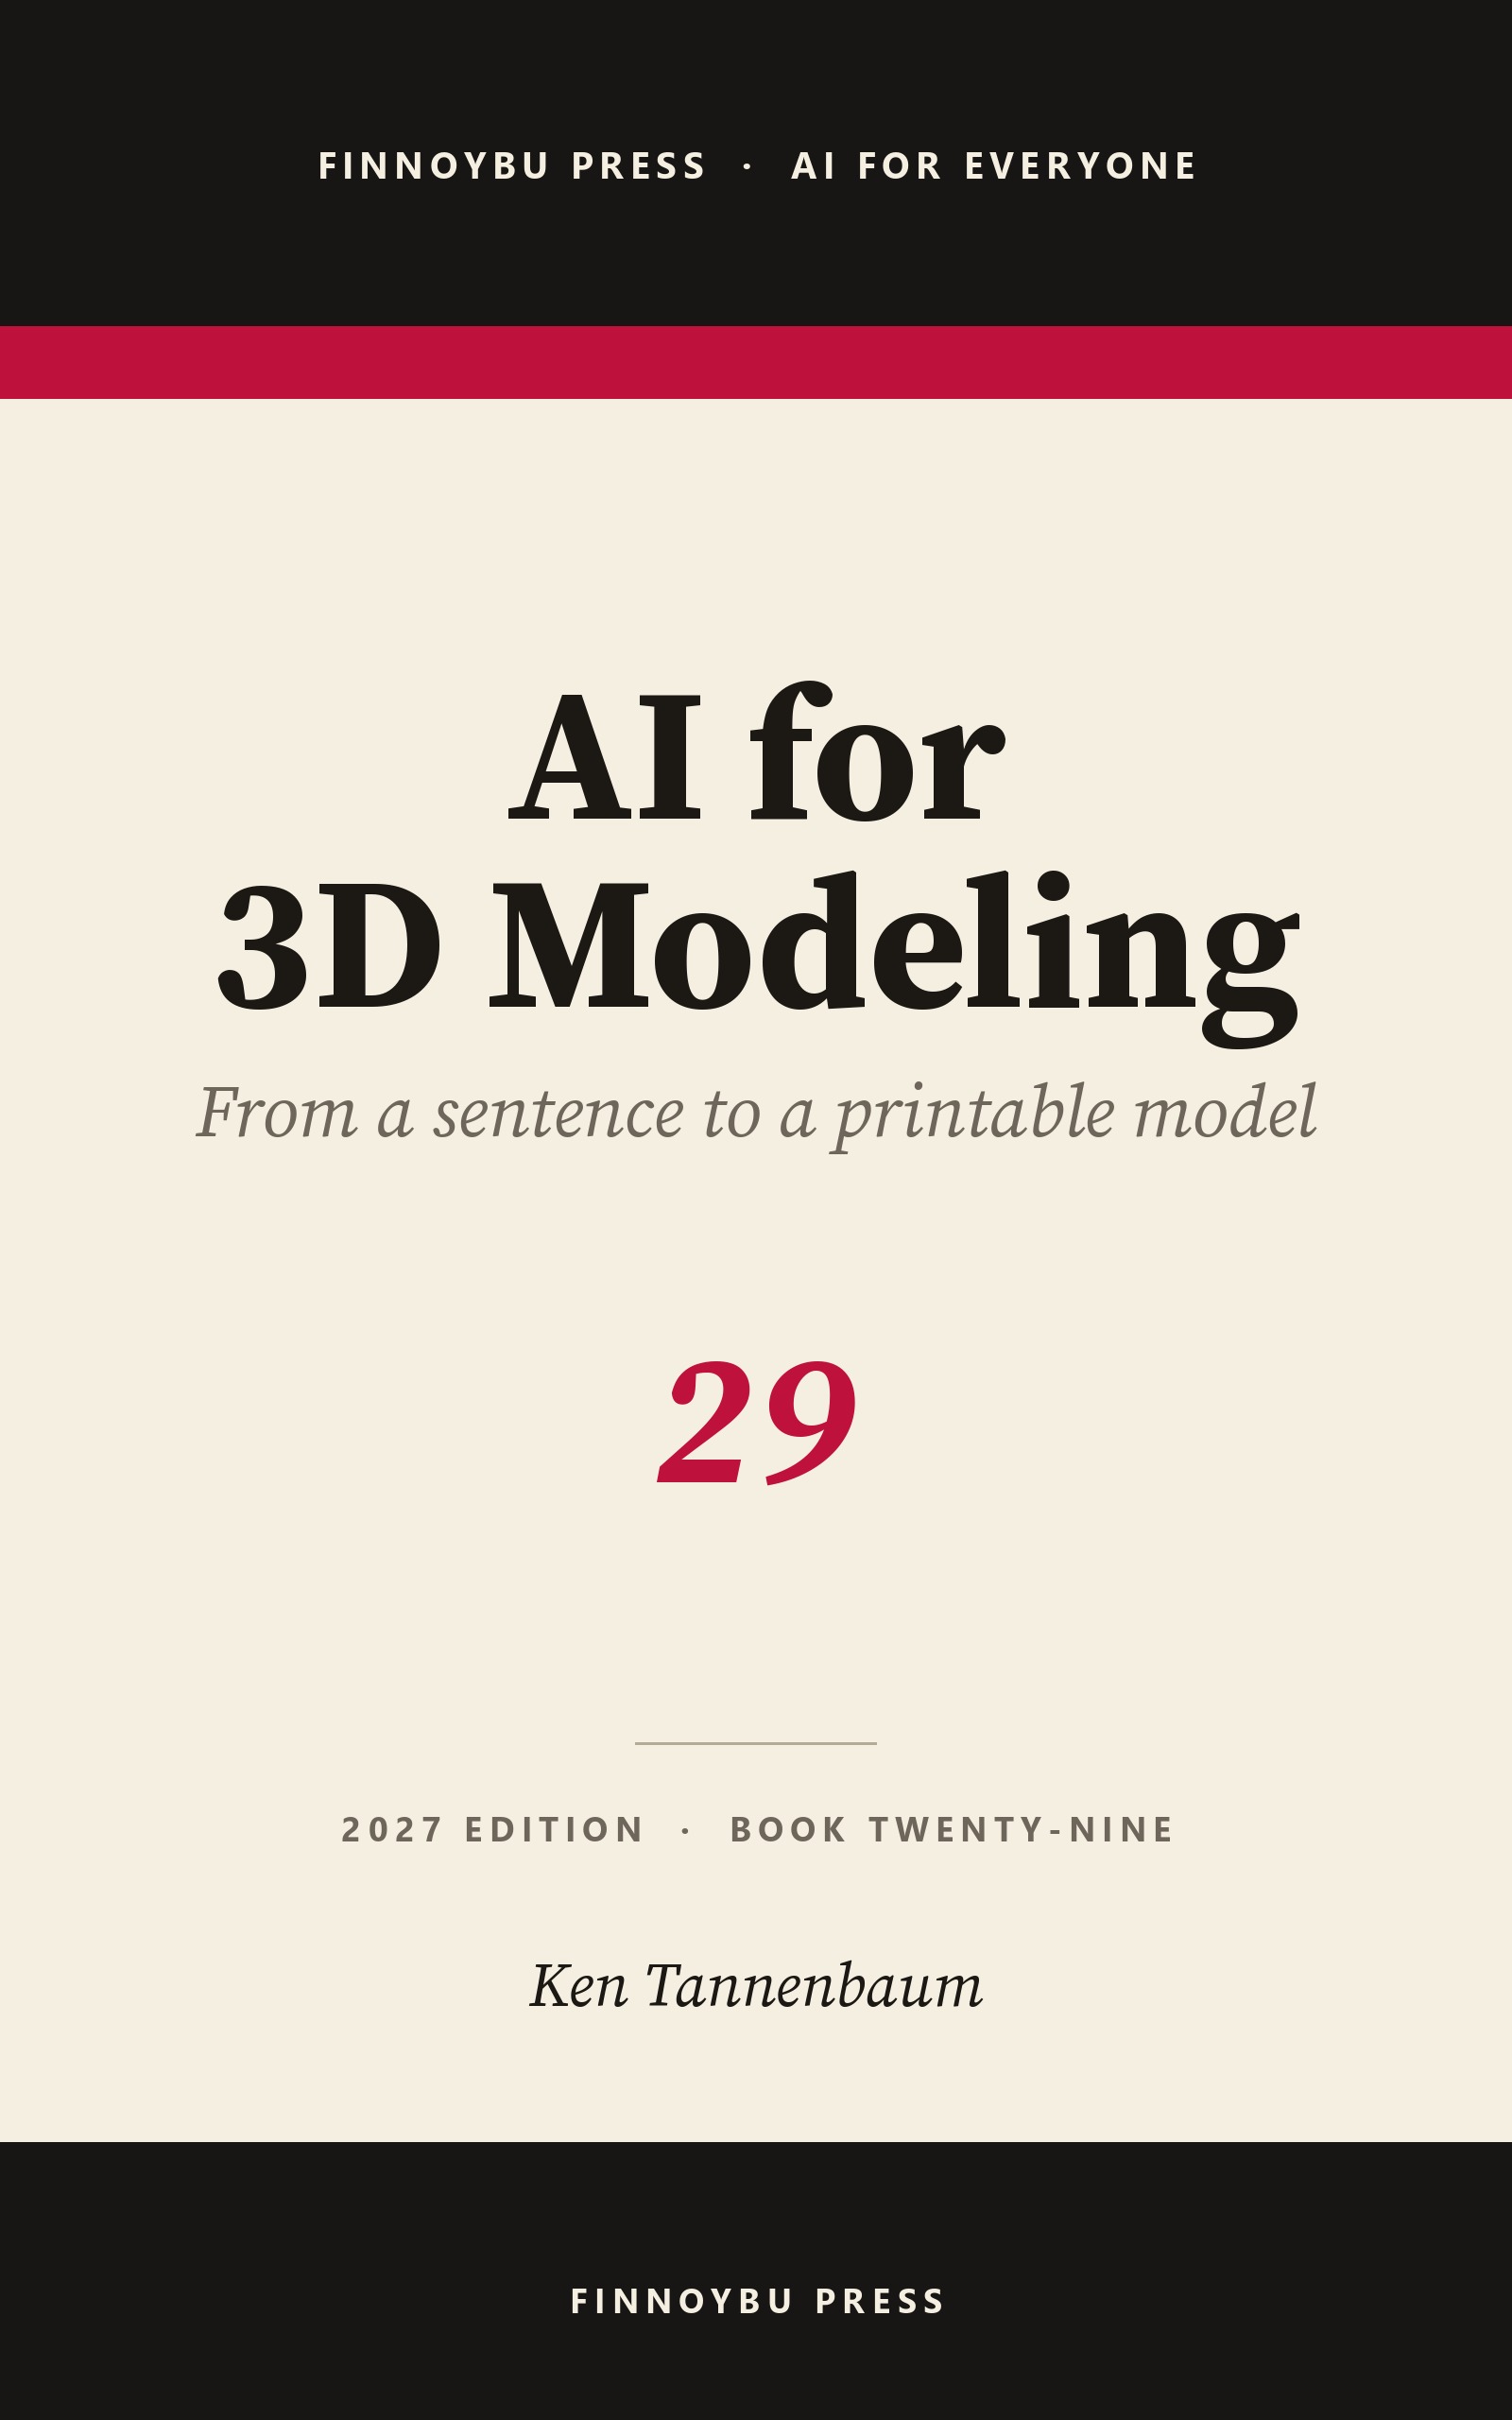 FINNOYBU PRESS · AI FOR EVERYONE
AI for
3D Modeling
From a sentence to a printable model
29
2027 EDITION · BOOK TWENTY-NINE
Ken Tannenbaum
FINNOYBU PRESS